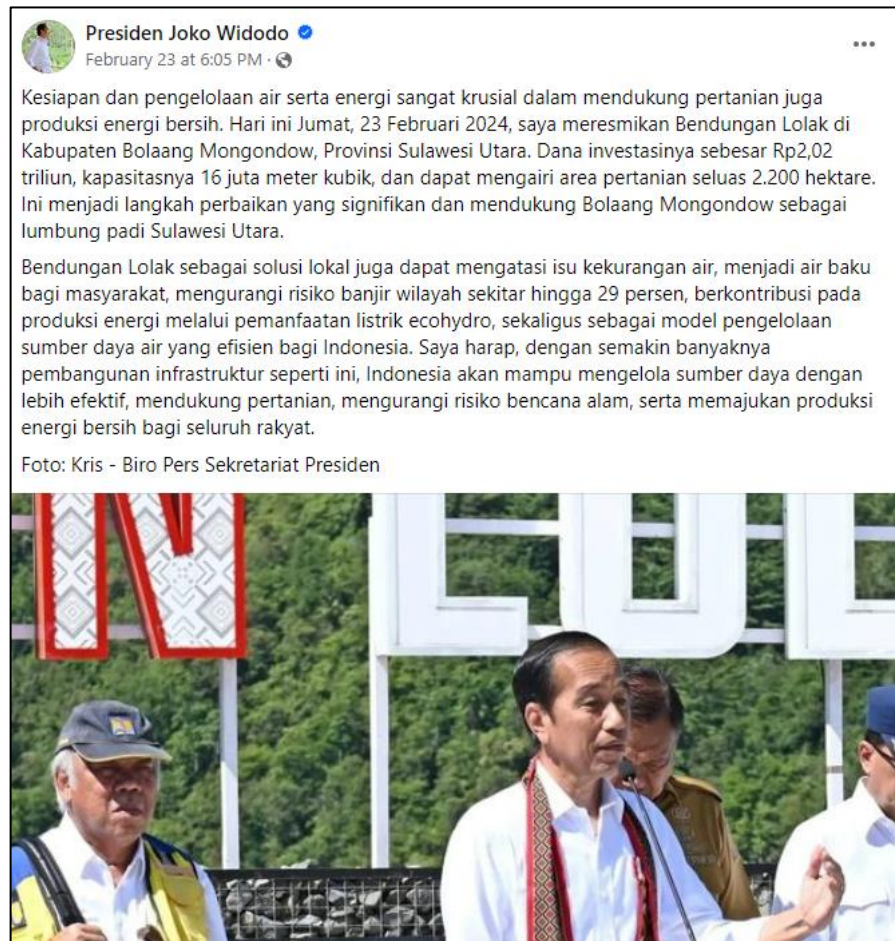 Presiden Joko Widodo
February 23 at 6:05 PM ·
Kesiapan dan pengelolaan air serta energi sangat krusial dalam mendukung pertanian juga
produksi energi bersih. Hari ini Jumat, 23 Februari 2024, saya meresmikan Bendungan Lolak di
Kabupaten Bolaang Mongondow, Provinsi Sulawesi Utara. Dana investasinya sebesar Rp2,02
triliun, kapasitasnya 16 juta meter kubik, dan dapat mengairi area pertanian seluas 2.200 hektare.
Ini menjadi langkah perbaikan yang signifikan dan mendukung Bolaang Mongondow sebagai
lumbung padi Sulawesi Utara.
Bendungan Lolak sebagai solusi lokal juga dapat mengatasi isu kekurangan air, menjadi air baku
bagi masyarakat, mengurangi risiko banjir wilayah sekitar hingga 29 persen, berkontribusi pada
produksi energi melalui pemanfaatan listrik ecohydro, sekaligus sebagai model pengelolaan
sumber daya air yang efisien bagi Indonesia. Saya harap, dengan semakin banyaknya
pembangunan infrastruktur seperti ini, Indonesia akan mampu mengelola sumber daya dengan
lebih efektif, mendukung pertanian, mengurangi risiko bencana alam, serta memajukan produksi
energi bersih bagi seluruh rakyat.
Foto: Kris - Biro Pers Sekretariat Presiden
N LOL